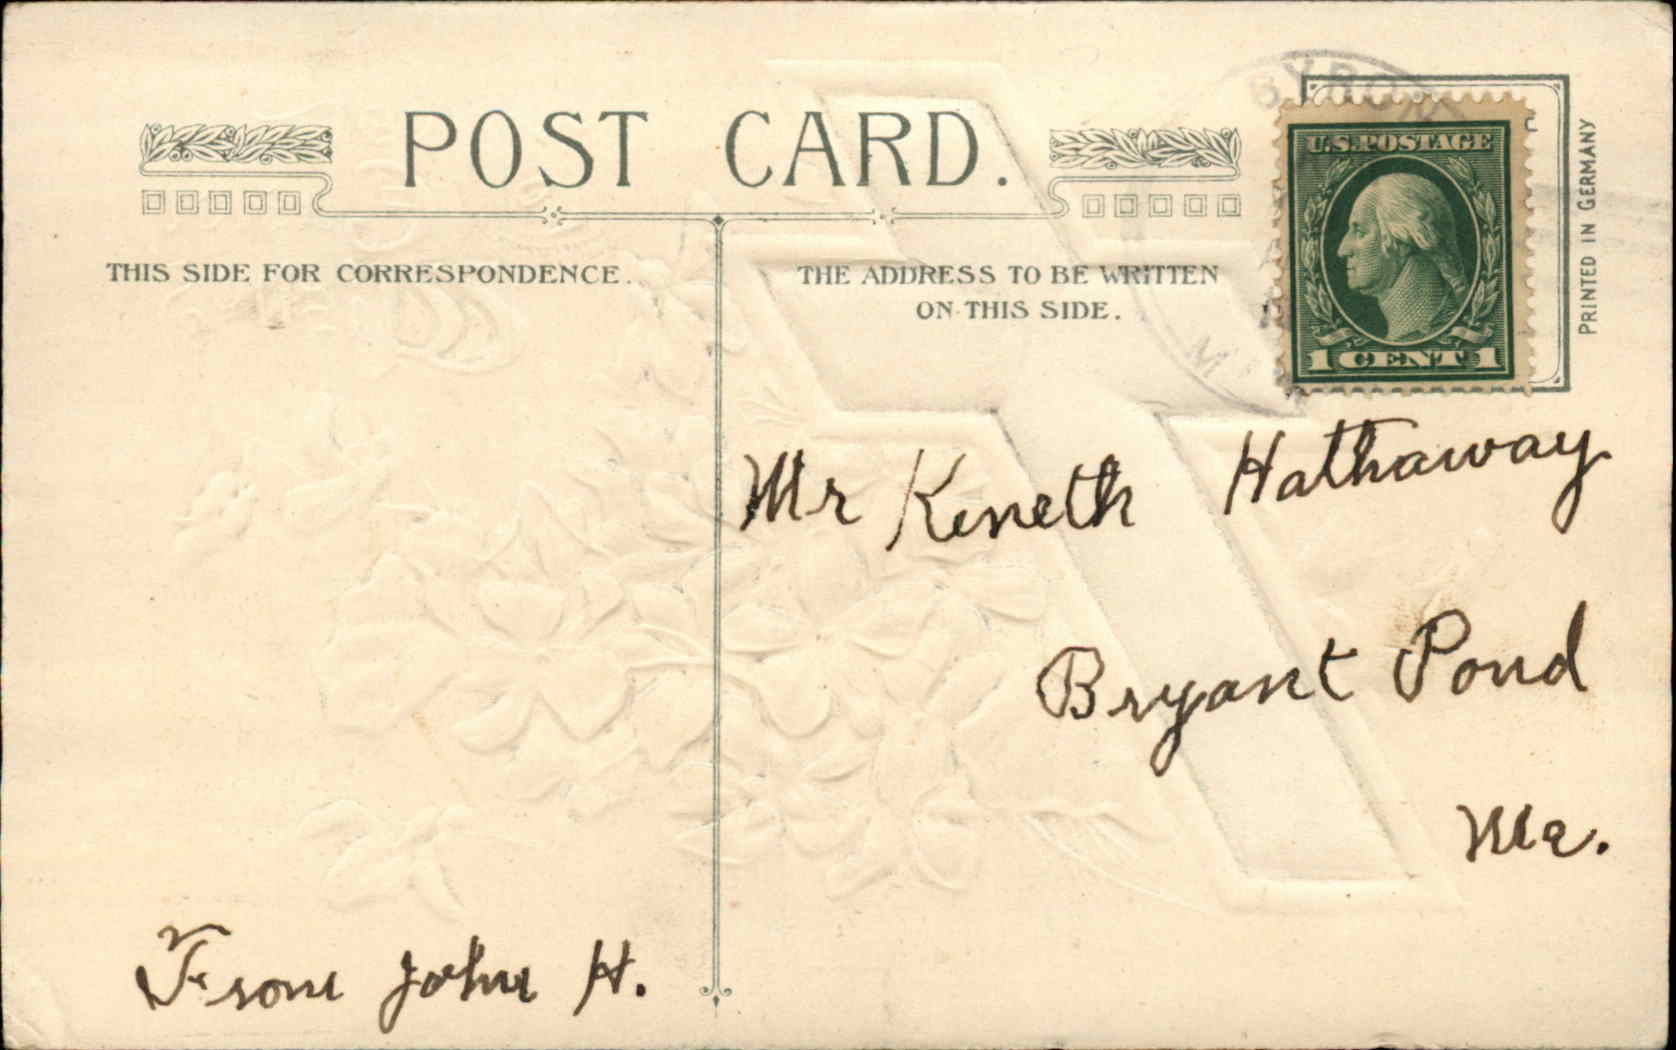 POST CARD.
THIS SIDE FOR CORRESPONDENCE.
THE ADDRESS TO BE WRITTEN
ON THIS SIDE.
BYRON
U.S. POSTAGE
1 CENT 1
PRINTED IN GERMANY
Mr Keneth Hathaway
Bryant Pond
Me.
From John H.